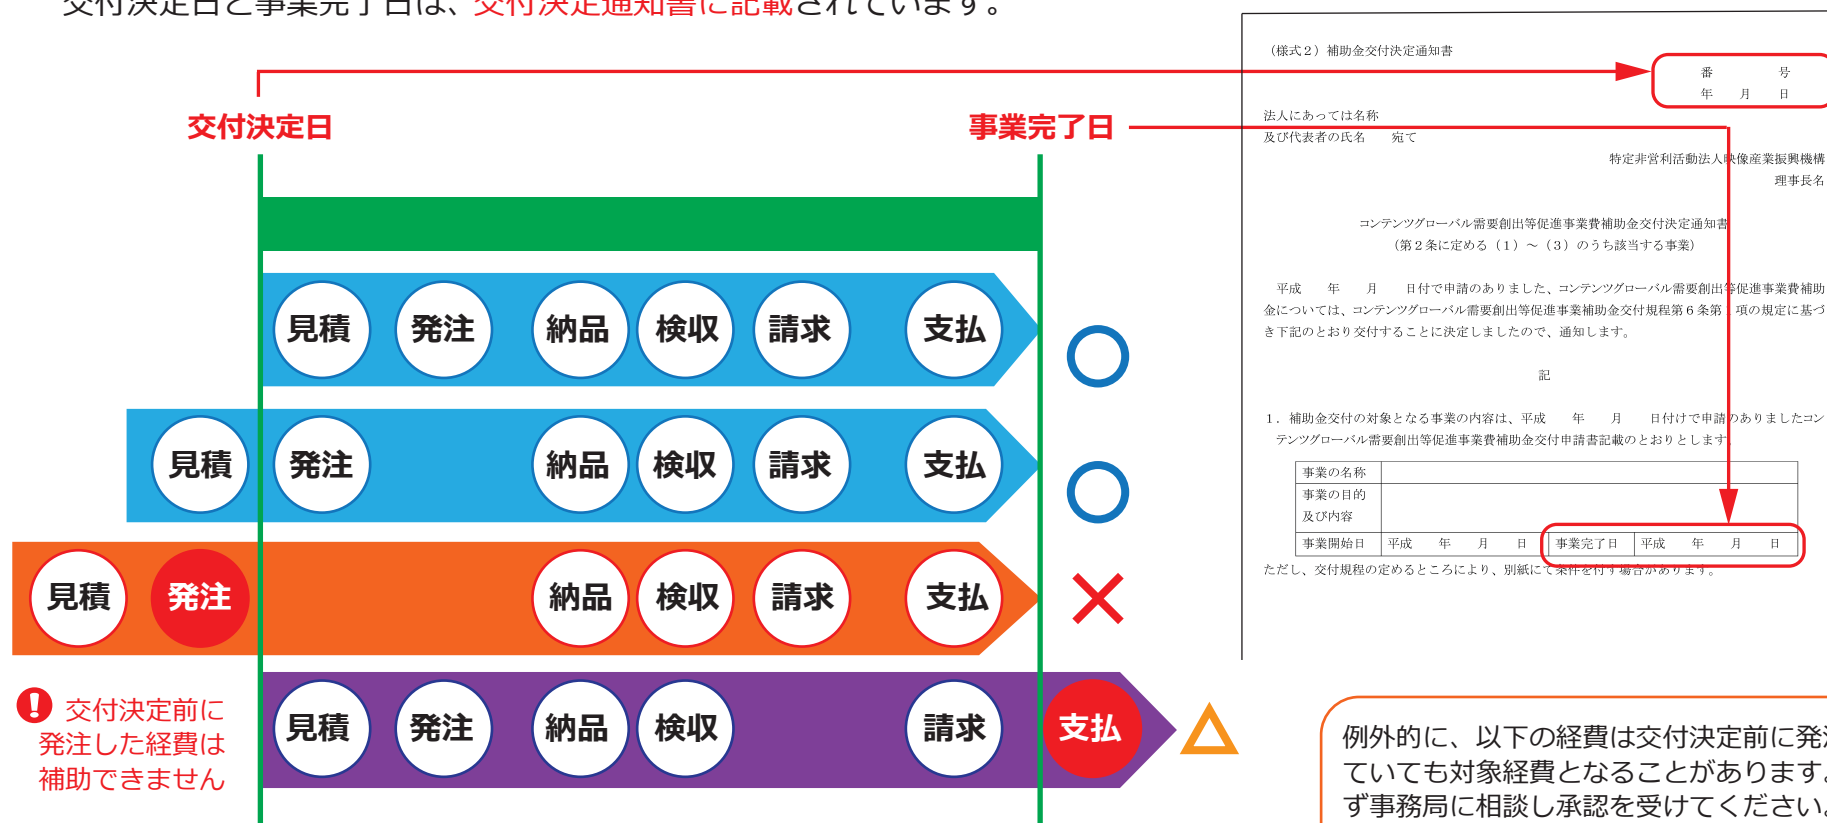 交付決定日と事業完了日は、交付決定通知書に記載されています。
交付決定日
事業完了日
見積 発注 納品 検収 請求 支払
見積 発注 納品 検収 請求 支払
見積 発注 納品 検収 請求 支払
見積 発注 納品 検収 請求 支払
交付決定前に
発注した経費は
補助できません
(様式2)補助金交付決定通知書
番 号
年 月 日
法人にあっては名称
及び代表者の氏名 宛て
特定非営利活動法人映像産業振興機構
理事長名
コンテンツグローバル需要創出等促進事業費補助金交付決定通知書
(第2条に定める(1)~(3)のうち該当する事業)
平成 年 月 日付で申請のありました、コンテンツグローバル需要創出等促進事業費補助
金については、コンテンツグローバル需要創出等促進事業補助金交付規程第6条第1項の規定に基づ
き下記のとおり交付することに決定しましたので、通知します。
記
1.補助金交付の対象となる事業の内容は、平成 年 月 日付けで申請のありましたコン
テンツグローバル需要創出等促進事業費補助金交付申請書記載のとおりとします。
事業の名称
事業の目的
及び内容
事業開始日 平成 年 月 日 事業完了日 平成 年 月 日
ただし、交付規程の定めるところにより、別紙にて条件を付す場合があります。
例外的に、以下の経費は交付決定前に発注
ていても対象経費となることがあります。
ず事務局に相談し承認を受けてください。